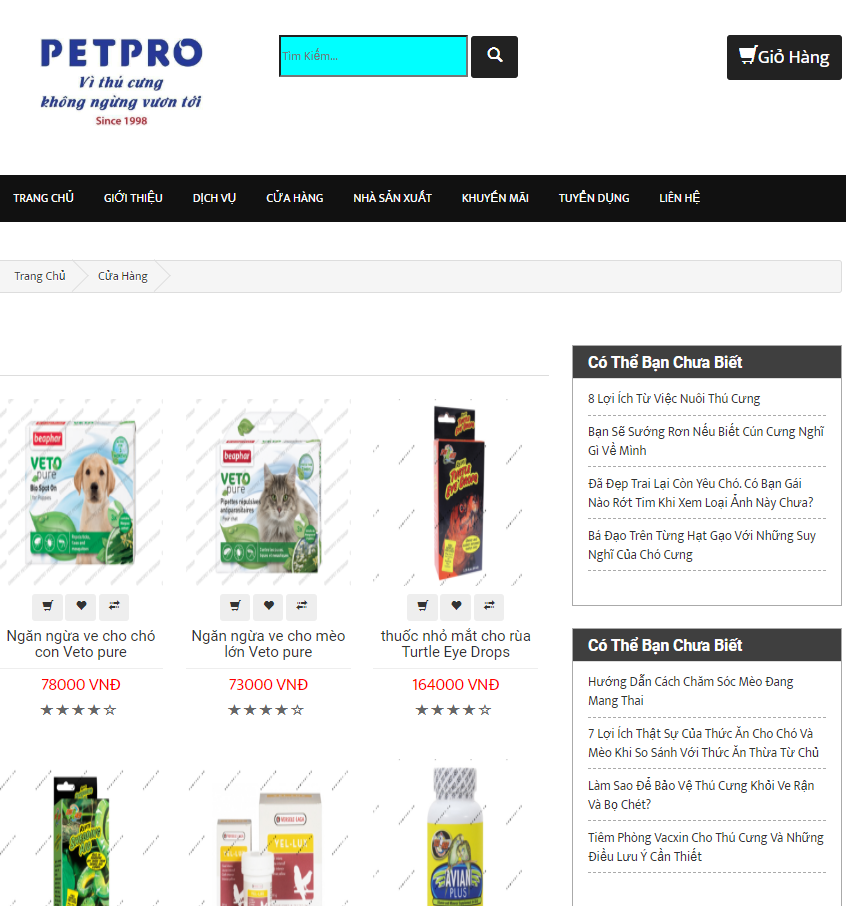 PETPRO
Vì thú cưng
không ngừng vươn tới
Since 1998
Tìm Kiếm...
Giỏ Hàng
TRANG CHỦ GIỚI THIỆU DỊCH VỤ CỬA HÀNG NHÀ SẢN XUẤT KHUYẾN MÃI TUYỂN DỤNG LIÊN HỆ
Trang Chủ Cửa Hàng
beaphar
VETO
pure
Bio Spot On
beaphar
VETO
pure
Pipettes répulsives
antiparasitaires
Turtle
Eye Drops
Ngăn ngừa ve cho chó
con Veto pure
78000 VNĐ
Ngăn ngừa ve cho mèo
lớn Veto pure
73000 VNĐ
thuốc nhỏ mắt cho rùa
Turtle Eye Drops
164000 VNĐ
VERSELE-LAGA
AVIAN
PLUS
Có Thể Bạn Chưa Biết
8 Lợi Ích Từ Việc Nuôi Thú Cưng
Bạn Sẽ Sướng Rơn Nếu Biết Cún Cưng Nghĩ
Gì Về Mình
Đã Đẹp Trai Lại Còn Yêu Chó. Có Bạn Gái
Nào Rớt Tim Khi Xem Loại Ảnh Này Chưa?
Bá Đạo Trên Từng Hạt Gạo Với Những Suy
Nghĩ Của Chó Cưng
Có Thể Bạn Chưa Biết
Hướng Dẫn Cách Chăm Sóc Mèo Đang
Mang Thai
7 Lợi Ích Thật Sự Của Thức Ăn Cho Chó Và
Mèo Khi So Sánh Với Thức Ăn Thừa Từ Chủ
Làm Sao Để Bảo Vệ Thú Cưng Khỏi Ve Rận
Và Bọ Chét?
Tiêm Phòng Vacxin Cho Thú Cưng Và Những
Điều Lưu Ý Cần Thiết